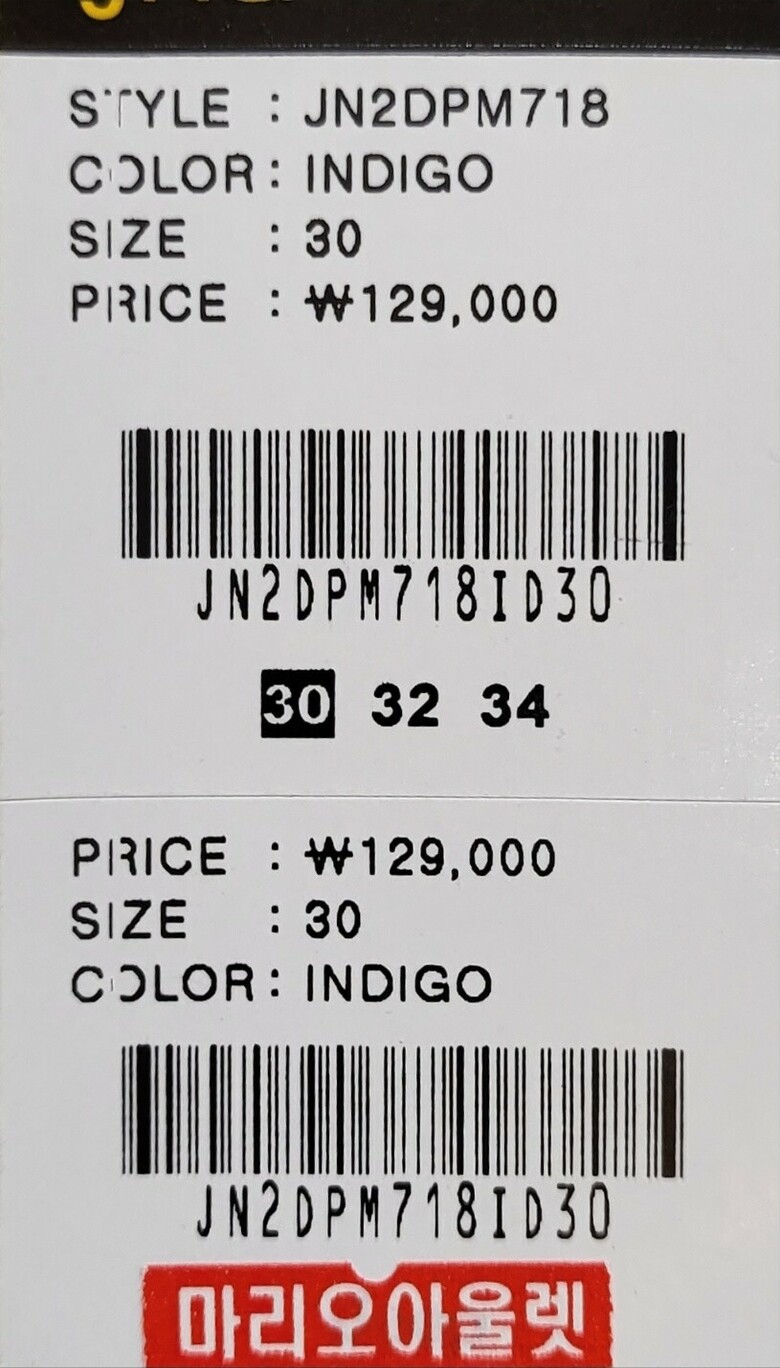 STYLE : JN2DPM718
COLOR : INDIGO
SIZE : 30
PRICE : ₩129,000
JN2DPM718ID30
30 32 34
PRICE : ₩129,000
SIZE : 30
COLOR : INDIGO
JN2DPM718ID30
마리오아울렛